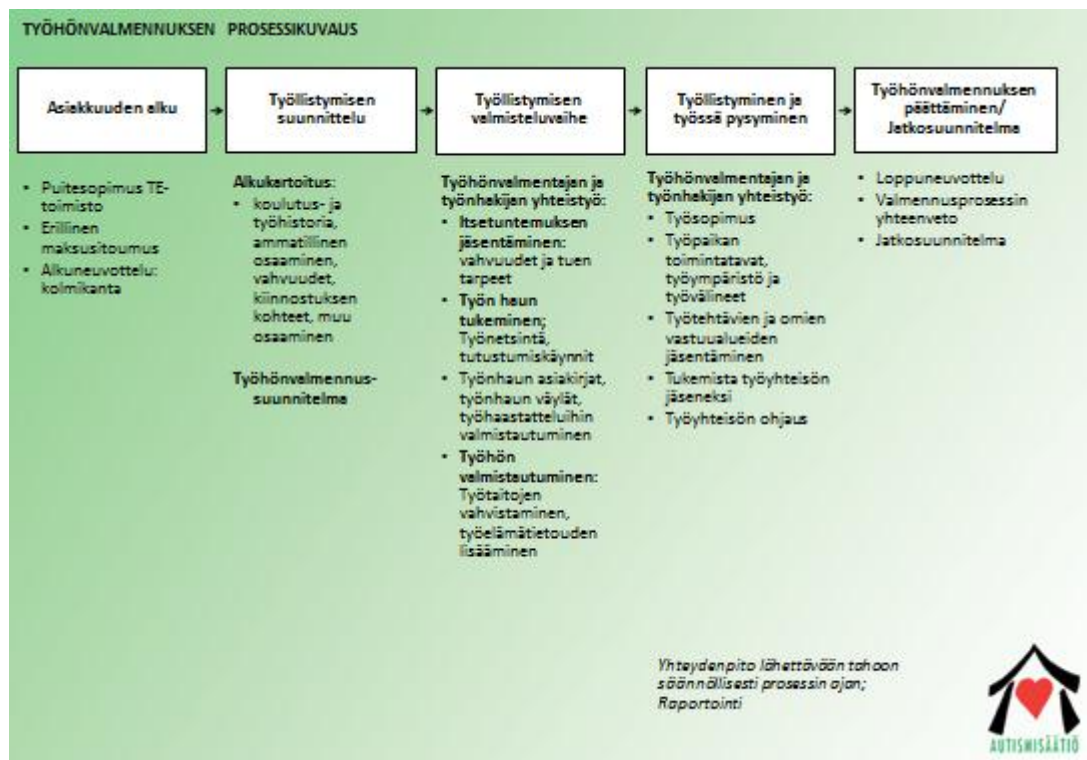 TYÖHÖNVALMENNUKSEN PROSESSIKUVAUS
Asiakkuuden alku
Työllistymisen
suunnittelu
Työllistymisen
valmisteluvaihe
Työllistyminen ja
työssä pysyminen
Työhönvalmennuksen
päättäminen/
Jatkosuunnitelma
• Puitesopimus TE-
toimisto
• Erillinen
maksusitoumus
• Alkuneuvottelu:
kolmikanta
Alkukartoitus:
• koulutus- ja
työhistoria,
ammatillinen
osaaminen,
vahvuudet,
kiinnostuksen
kohteet, muu
osaaminen
Työhönvalmennus-
suunnitelma
Työhönvalmentajan ja
työnhakijan yhteistyö:
• Itsetuntemuksen
jäsentäminen:
vahvuudet ja tuen
tarpeet
• Työn haun
tukeminen;
Työnetsintä,
tutustumiskäynnit
• Työnhaun asiakirjat,
työnhaun väylät,
työhaastatteluihin
valmistautuminen
• Työhön
valmistautuminen:
Työtaitojen
vahvistaminen,
työelämätietouden
lisääminen
Työhönvalmentajan ja
työnhakijan yhteistyö:
• Työsopimus
• Työpaikan
toimintatavat,
työympäristö ja
työvälineet
• Työtehtävien ja omien
vastuualueiden
jäsentäminen
• Tukemista työyhteisön
jäseneksi
• Työyhteisön ohjaus
• Loppuneuvottelu
• Valmennusprosessin
yhteenveto
• Jatkosuunnitelma
Yhteydenpito lähettävään tahoon
säännöllisesti prosessin ajan;
Raportointi
AUTISMISÄÄTIÖ